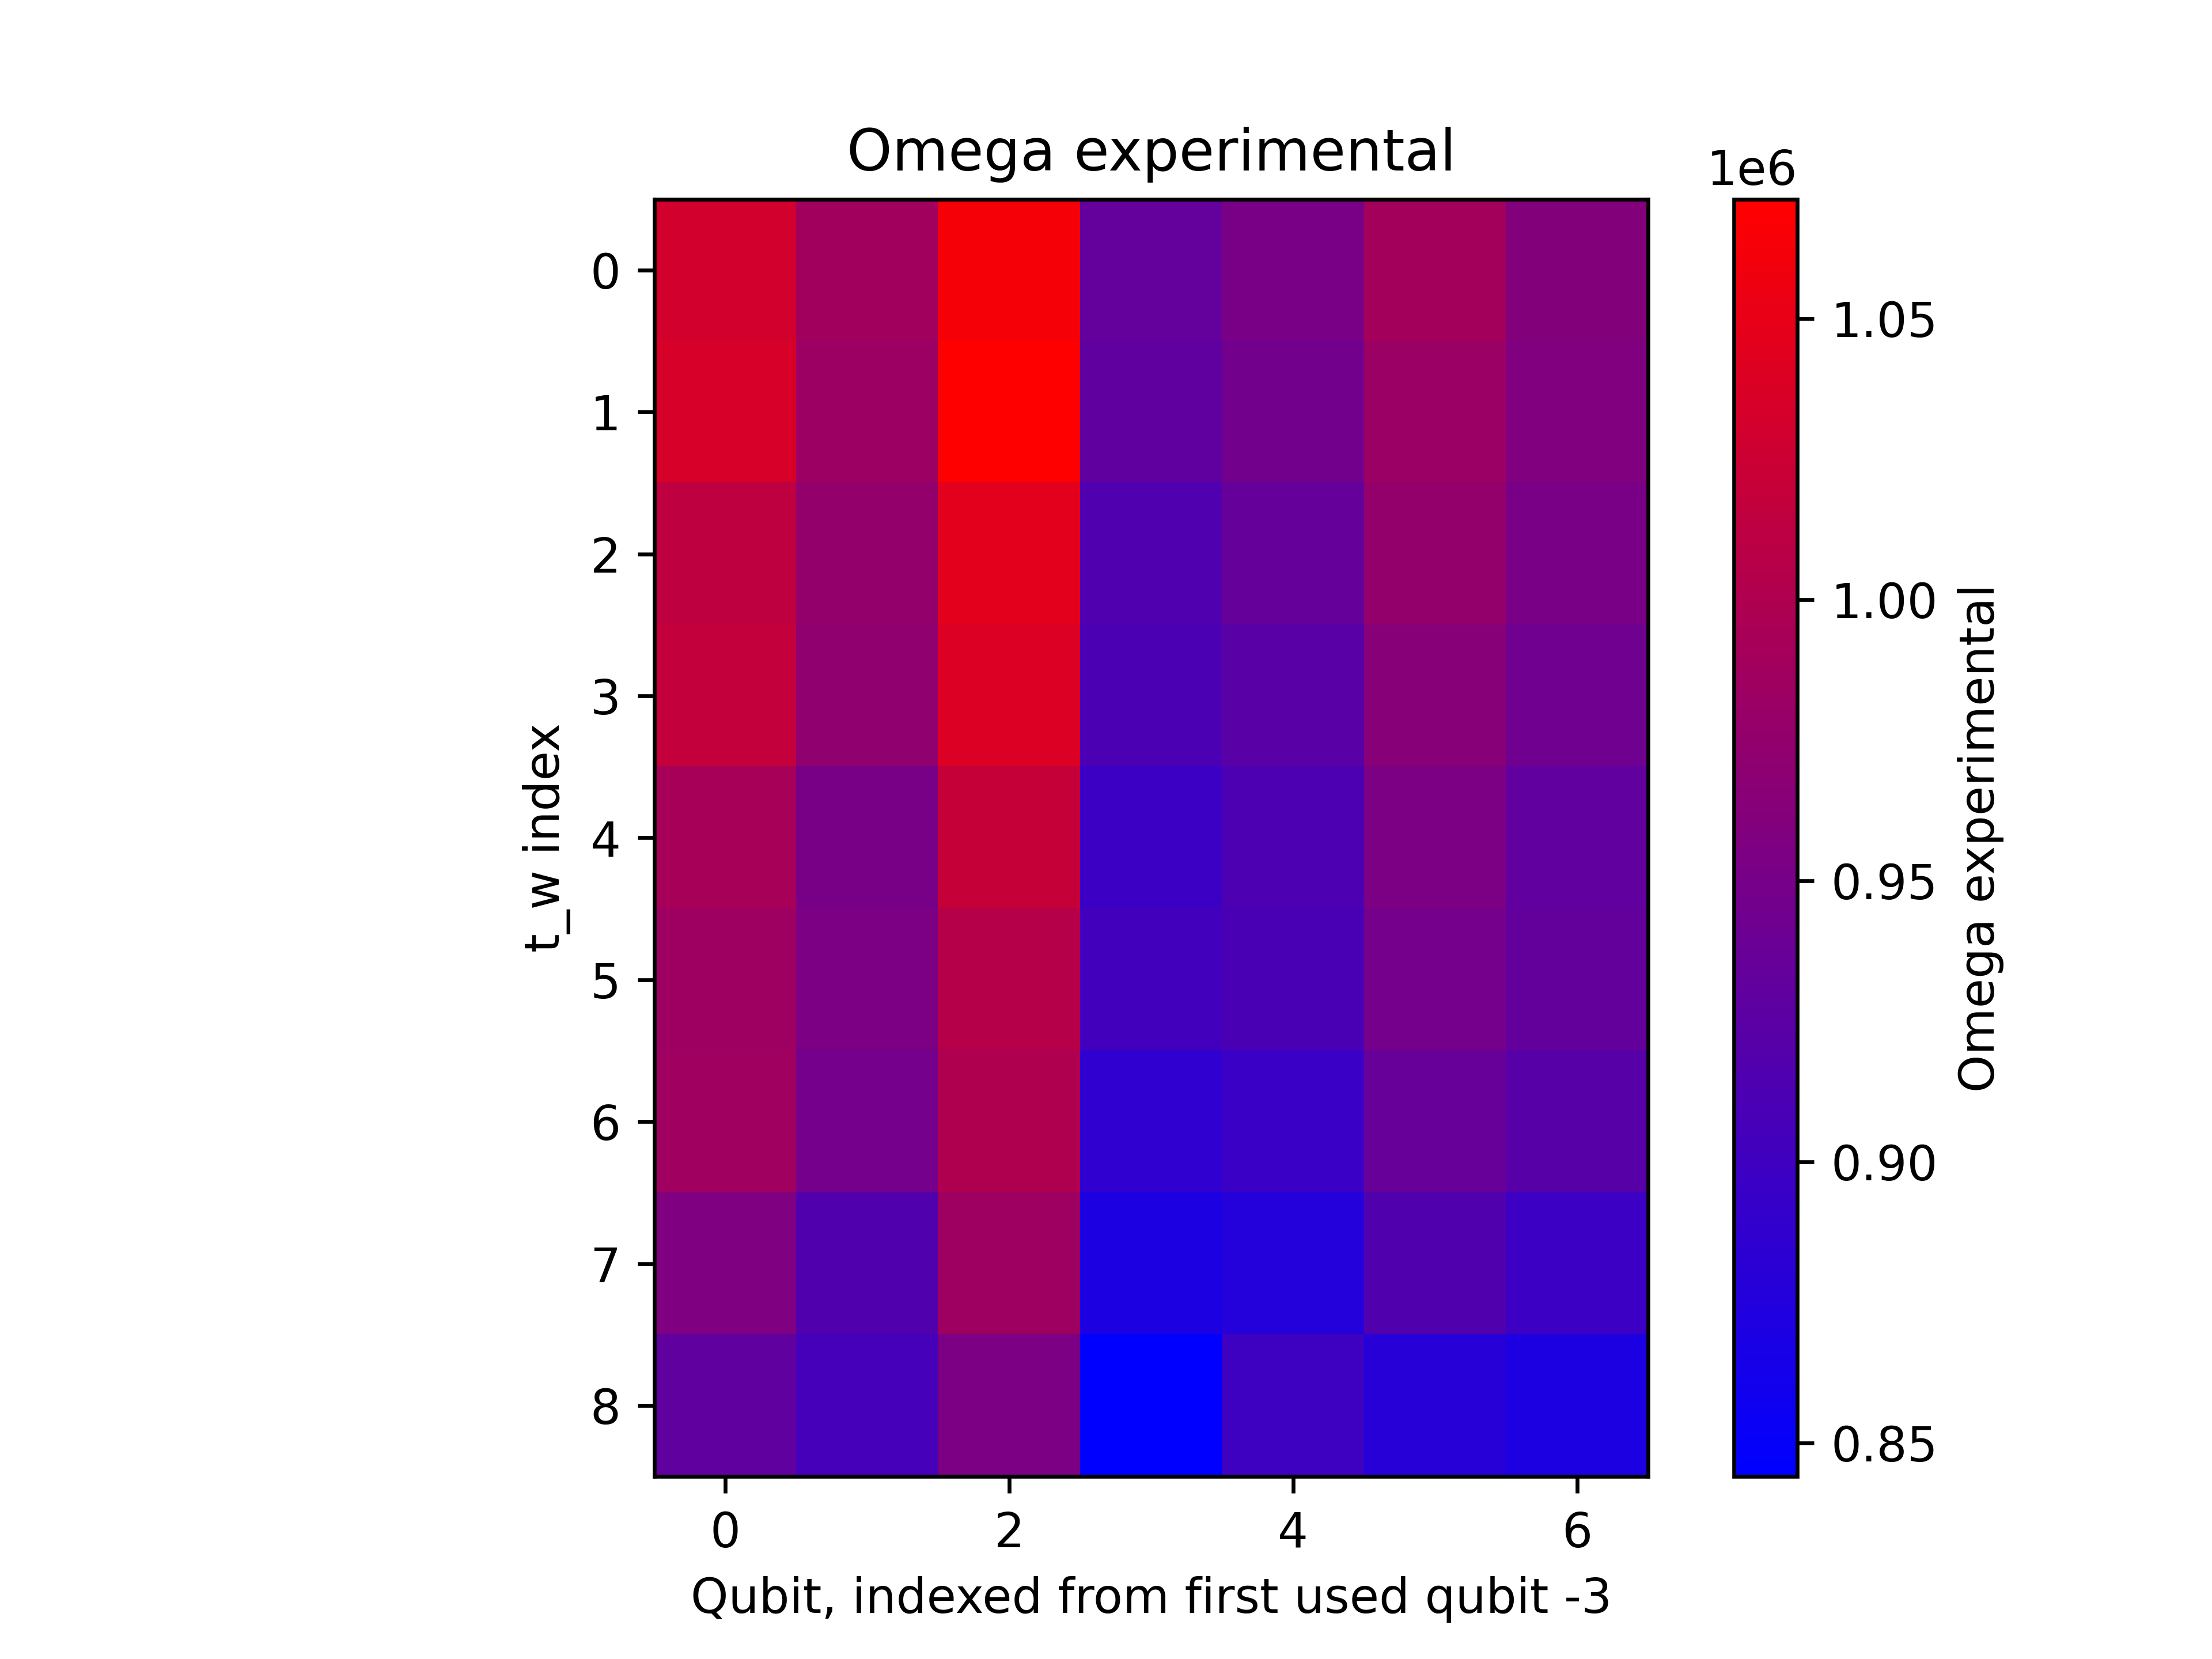 Omega experimental
1e6
0
1
2
3
4
5
6
7
8
t_w index
0 2 4 6
Qubit, indexed from first used qubit -3
1.05
1.00
0.95
0.90
0.85
Omega experimental